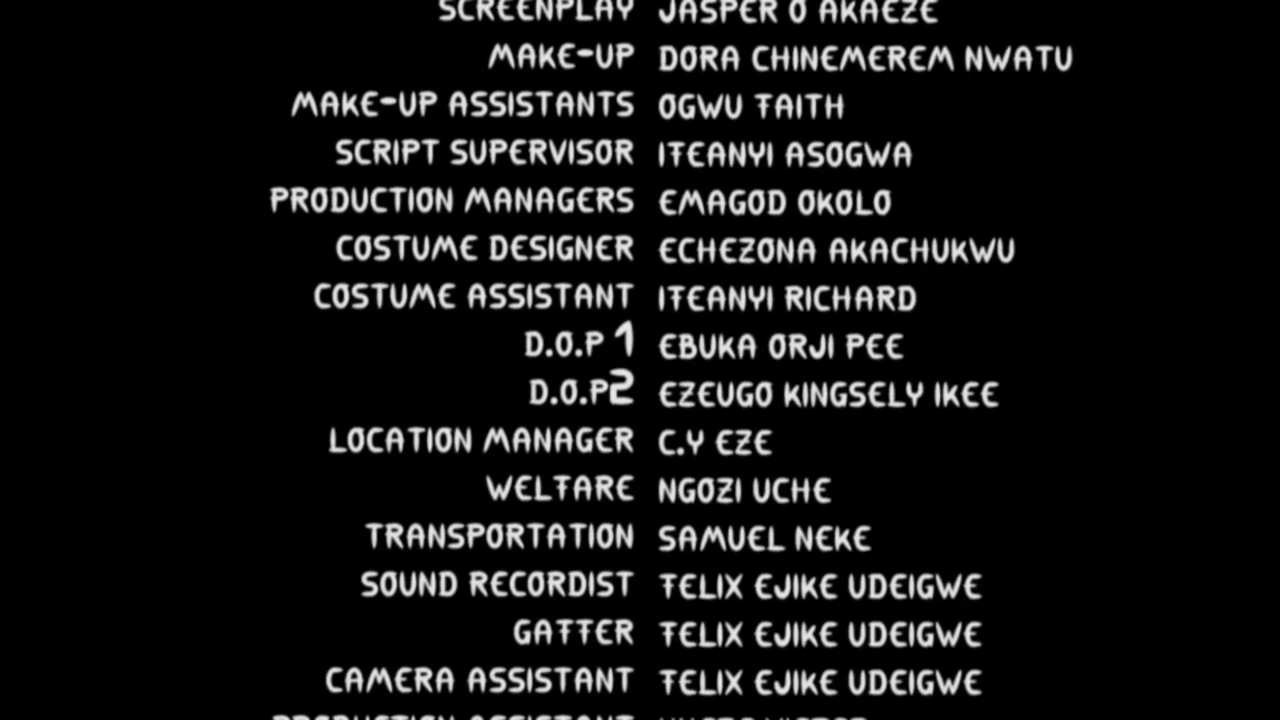 SCREENPLAY JASPER O AKAEZE
MAKE-UP DORA CHINEMEREM NWATU
MAKE-UP ASSISTANTS OGWU FAITH
SCRIPT SUPERVISOR IFEANYI ASOGWA
PRODUCTION MANAGERS EMAGOD OKOLO
COSTUME DESIGNER ECHEZONA AKACHUKWU
COSTUME ASSISTANT IFEANYI RICHARD
D.O.P 1 EBUKA ORJI PEE
D.O.P2 EZEUGO KINGSELY IKEE
LOCATION MANAGER C.Y EZE
WELFARE NGOZI UCHE
TRANSPORTATION SAMUEL NEKE
SOUND RECORDIST FELIX EJIKE UDEIGWE
GAFFER FELIX EJIKE UDEIGWE
CAMERA ASSISTANT FELIX EJIKE UDEIGWE
PRODUCTION ASSISTANT